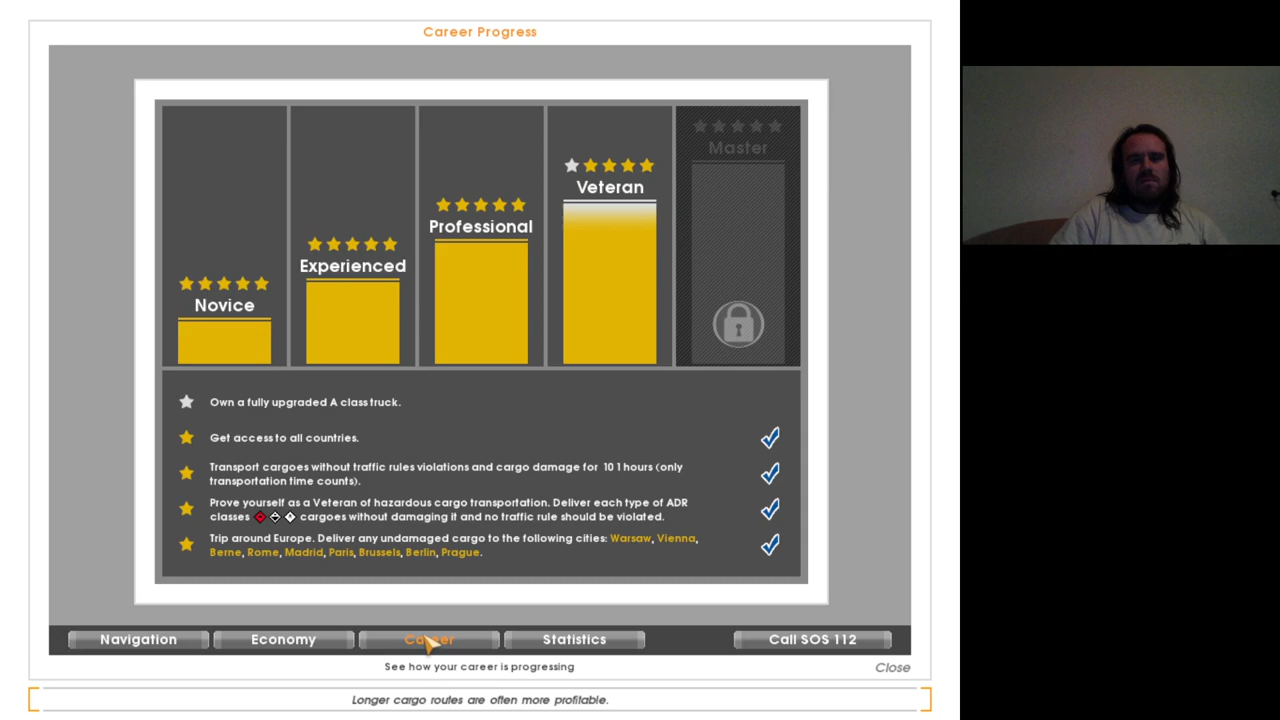 Career Progress
Master
Veteran
Professional
Experienced
Novice
Own a fully upgraded A class truck.
Get access to all countries.
Transport cargoes without traffic rules violations and cargo damage for 101 hours (only
transportation time counts).
Prove yourself as a Veteran of hazardous cargo transportation. Deliver each type of ADR
classes cargoes without damaging it and no traffic rule should be violated.
Trip around Europe. Deliver any undamaged cargo to the following cities: Warsaw, Vienna,
Berne, Rome, Madrid, Paris, Brussels, Berlin, Prague.
Navigation
Economy
Career
Statistics
Call SOS 112
See how your career is progressing
Close
Longer cargo routes are often more profitable.